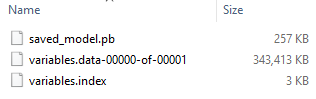 Name Size
saved_model.pb 257 KB
variables.data-00000-of-00001 343,413 KB
variables.index 3 KB